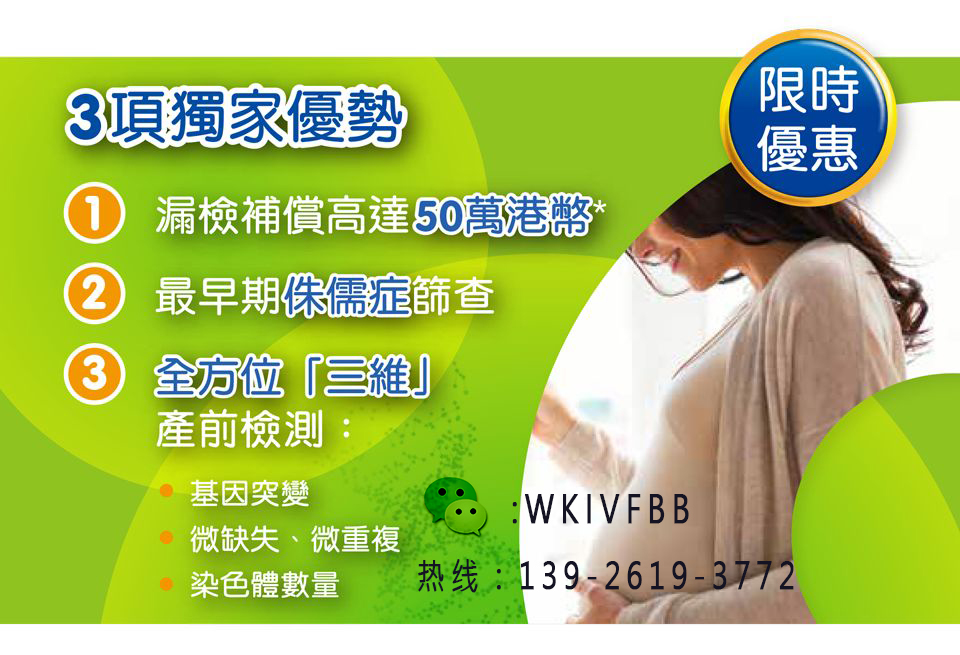 3項獨家優勢
限時
優惠
1 漏檢補償高達50萬港幣*
2 最早期侏儒症篩查
3 全方位「三維」
產前檢測：
• 基因突變
• 微缺失、微重複
• 染色體數量
:WKIVFBB
热线：139-2619-3772